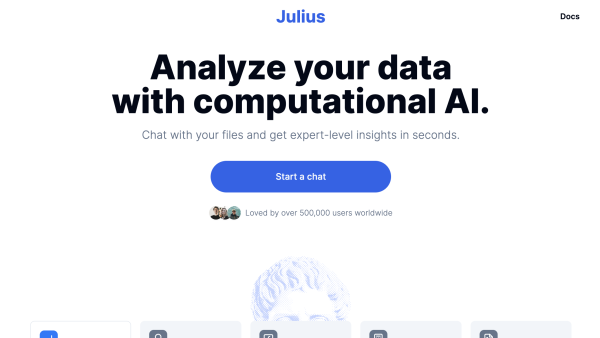 Julius
Docs
Analyze your data
with computational AI.
Chat with your files and get expert-level insights in seconds.
Start a chat
Loved by over 500,000 users worldwide